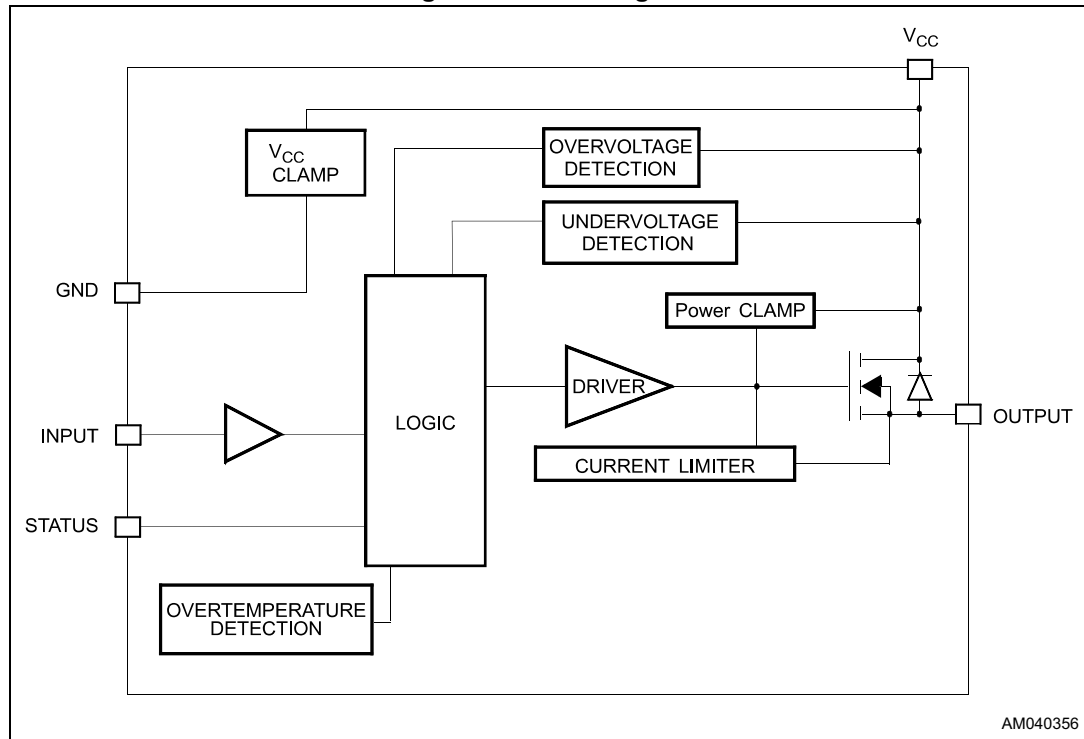 VCC
VCC
CLAMP
OVERVOLTAGE
DETECTION
UNDERVOLTAGE
DETECTION
GND
Power CLAMP
DRIVER
LOGIC
INPUT
OUTPUT
CURRENT LIMITER
STATUS
OVERTEMPERATURE
DETECTION
AM040356